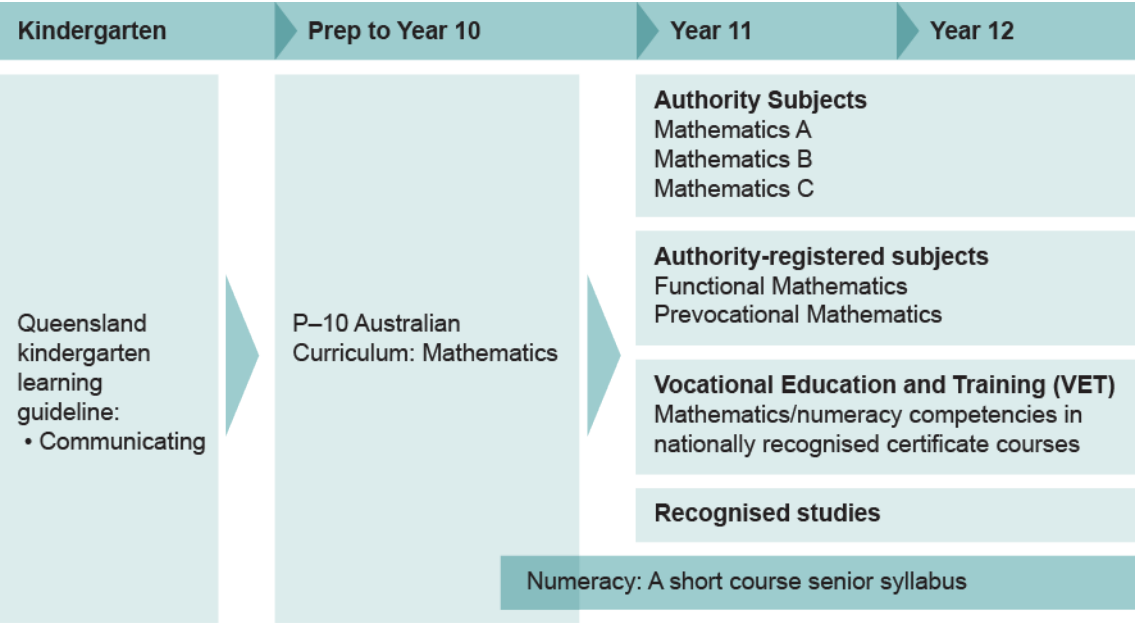 Kindergarten
Prep to Year 10
Year 11
Year 12
Queensland
kindergarten
learning
guideline:
• Communicating
P–10 Australian
Curriculum: Mathematics
Authority Subjects
Mathematics A
Mathematics B
Mathematics C
Authority-registered subjects
Functional Mathematics
Prevocational Mathematics
Vocational Education and Training (VET)
Mathematics/numeracy competencies in
nationally recognised certificate courses
Recognised studies
Numeracy: A short course senior syllabus